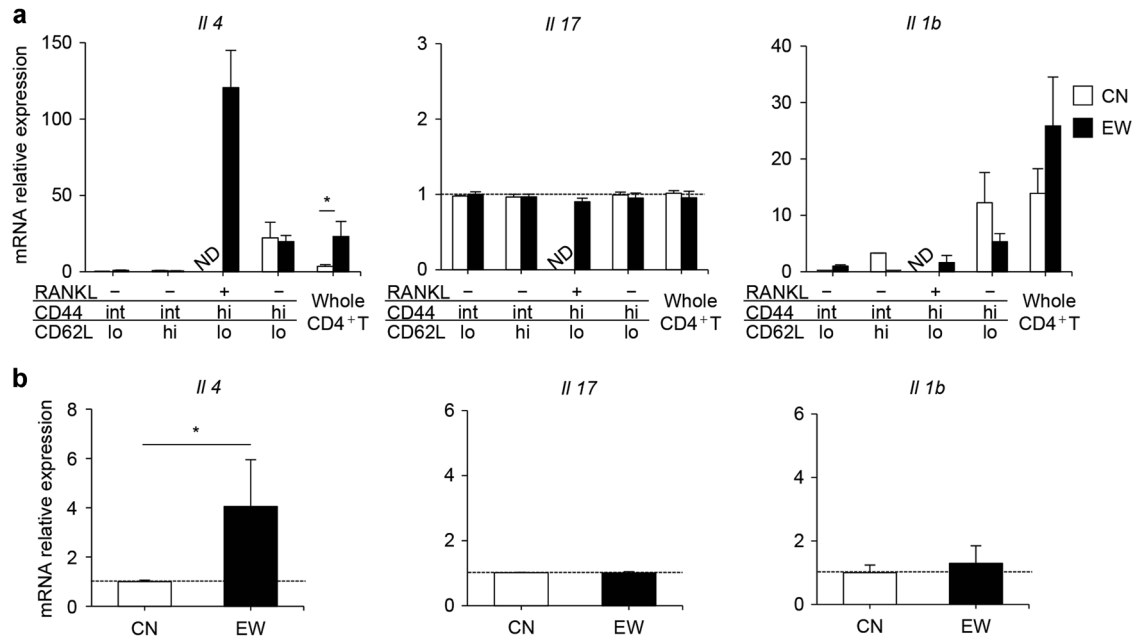 a
Il 4
mRNA relative expression
150
100
50
0
ND
*
RANKL − − + −
CD44 int int hi hi
CD62L lo hi lo lo
Whole
CD4+T
Il 17
3
2
1
0
ND
RANKL − − + −
CD44 int int hi hi
CD62L lo hi lo lo
Whole
CD4+T
Il 1b
40
30
20
10
0
ND
RANKL − − + −
CD44 int int hi hi
CD62L lo hi lo lo
Whole
CD4+T
CN
EW
b
Il 4
mRNA relative expression
8
6
4
2
0
*
CN EW
Il 17
6
4
2
0
CN EW
Il 1b
6
4
2
0
CN EW